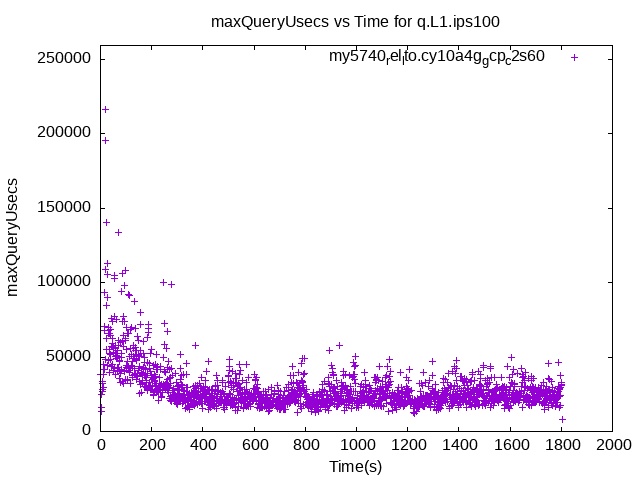 maxQueryUsecs vs Time for q.L1.ips100
my5740relito.cy10a4ggcpc2s60
250000
200000
150000
100000
50000
0
maxQueryUsecs
0 200 400 600 800 1000 1200 1400 1600 1800 2000
Time(s)